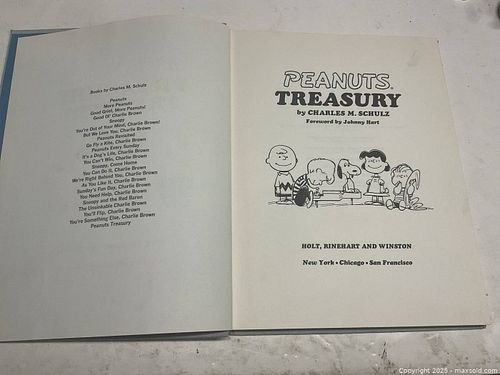 Books by Charles M. Schulz
Peanuts
More Peanuts
Good Grief, More Peanuts!
Good Ol' Charlie Brown
Snoopy
You're Out of Your Mind, Charlie Brown!
But We Love You, Charlie Brown
Peanuts Revisited
Go Fly a Kite, Charlie Brown
Peanuts Every Sunday
It's a Dog's Life, Charlie Brown
You Can't Win, Charlie Brown
Snoopy, Come Home
You Can Do It, Charlie Brown
We're Right Behind You, Charlie Brown
As You Like It, Charlie Brown
Sunday's Fun Day, Charlie Brown
You Need Help, Charlie Brown
Snoopy and the Red Baron
The Unsinkable Charlie Brown
You'll Flip, Charlie Brown
You're Something Else, Charlie Brown
Peanuts Treasury
PEANUTS
TREASURY
by CHARLES M. SCHULZ
Foreword by Johnny Hart
HOLT, RINEHART AND WINSTON
New York • Chicago • San Francisco
Copyright 2025 - maxsold.com